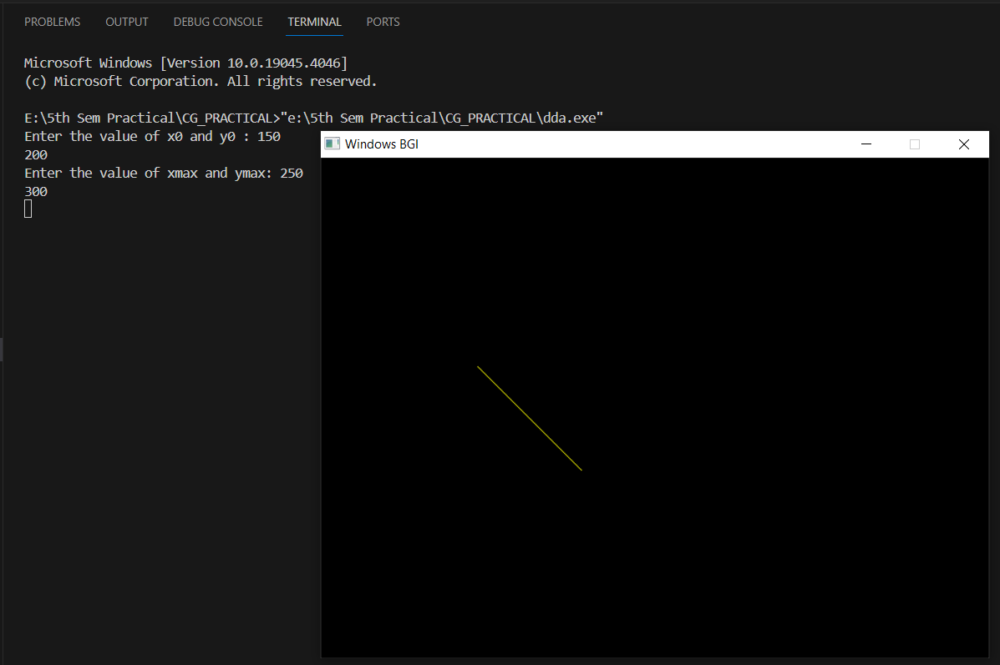 PROBLEMS OUTPUT DEBUG CONSOLE TERMINAL PORTS
Microsoft Windows [Version 10.0.19045.4046]
(c) Microsoft Corporation. All rights reserved.
E:\5th Sem Practical\CG_PRACTICAL>"e:\5th Sem Practical\CG_PRACTICAL\dda.exe"
Enter the value of x0 and y0 : 150
200
Enter the value of xmax and ymax: 250
300
Windows BGI